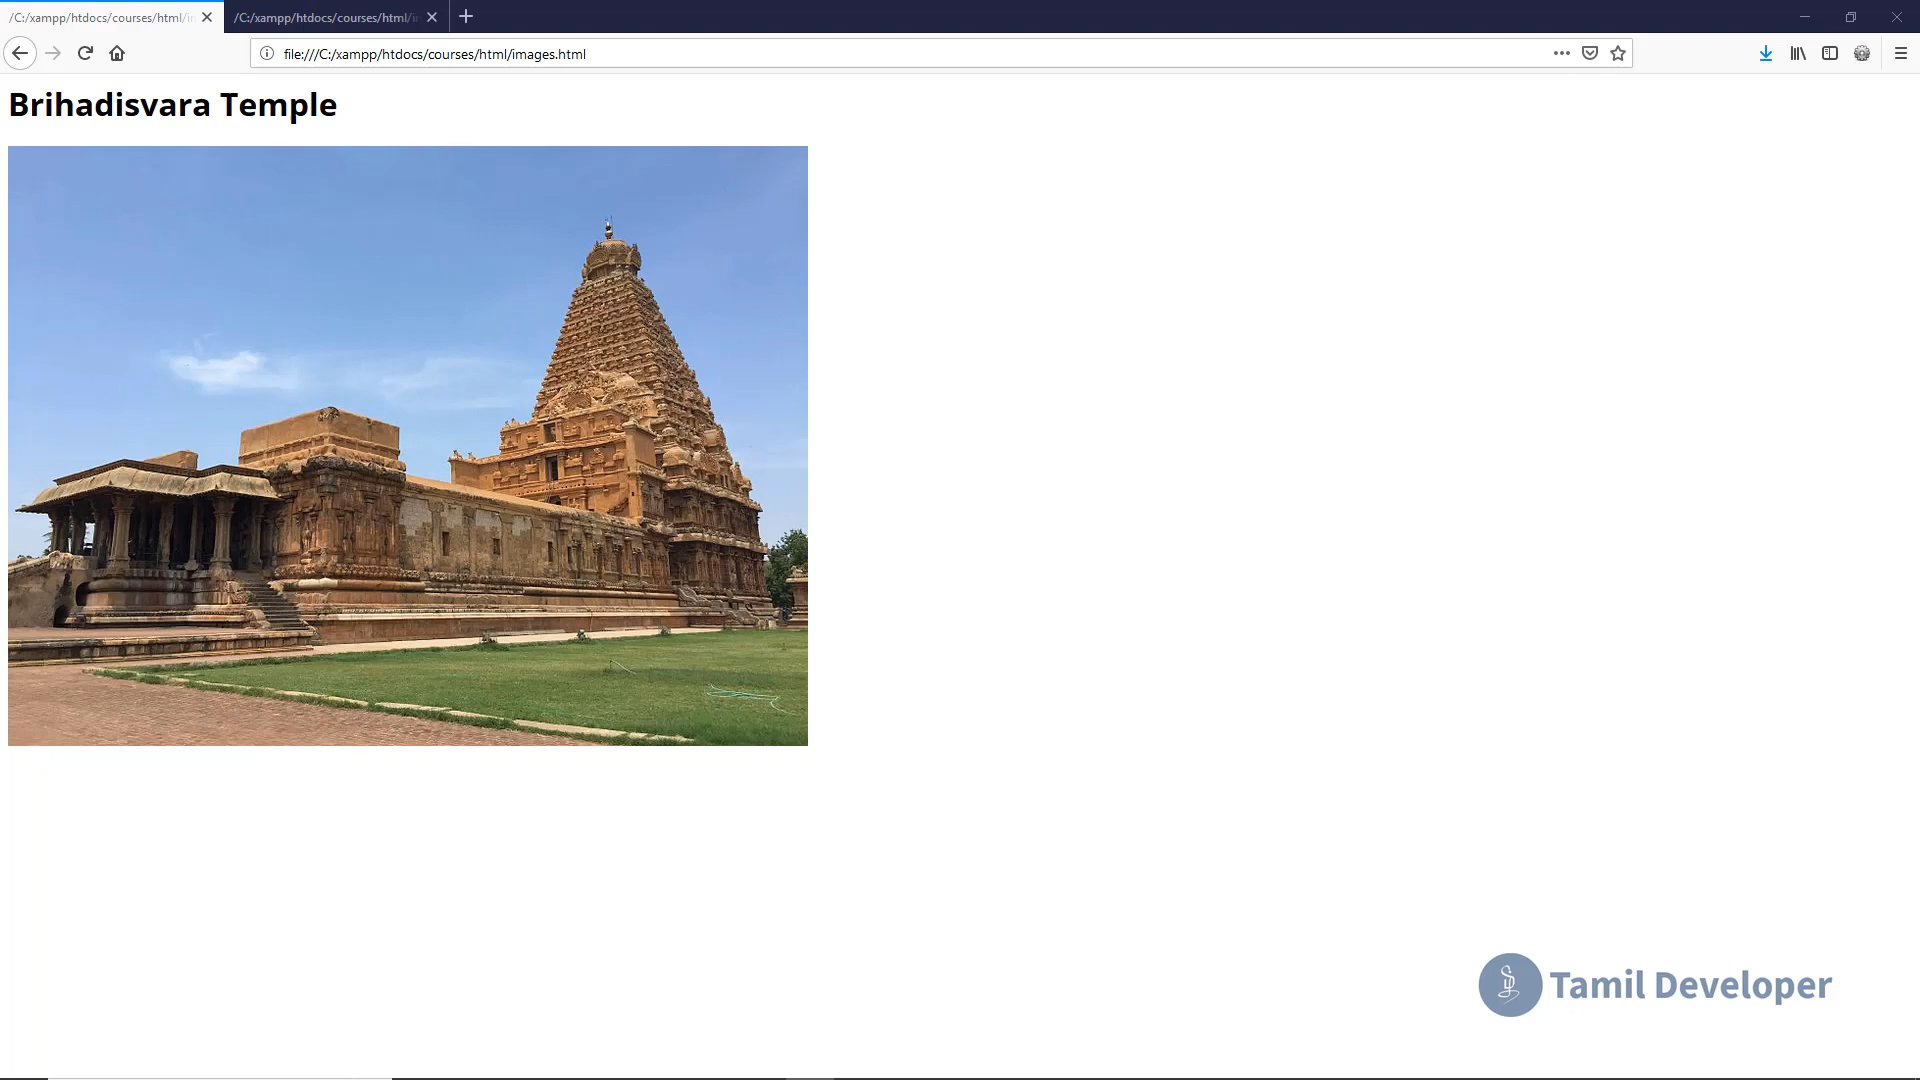 /C:/xampp/htdocs/courses/html/i
/C:/xampp/htdocs/courses/html/i
file:///C:/xampp/htdocs/courses/html/images.html
Brihadisvara Temple
Tamil Developer